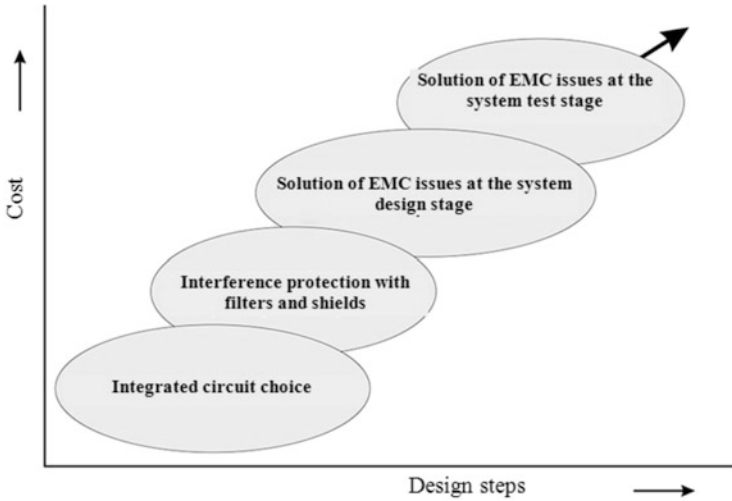 Solution of EMC issues at the
system test stage
Solution of EMC issues at the system
design stage
Interference protection with
filters and shields
Integrated circuit choice
Cost
Design steps